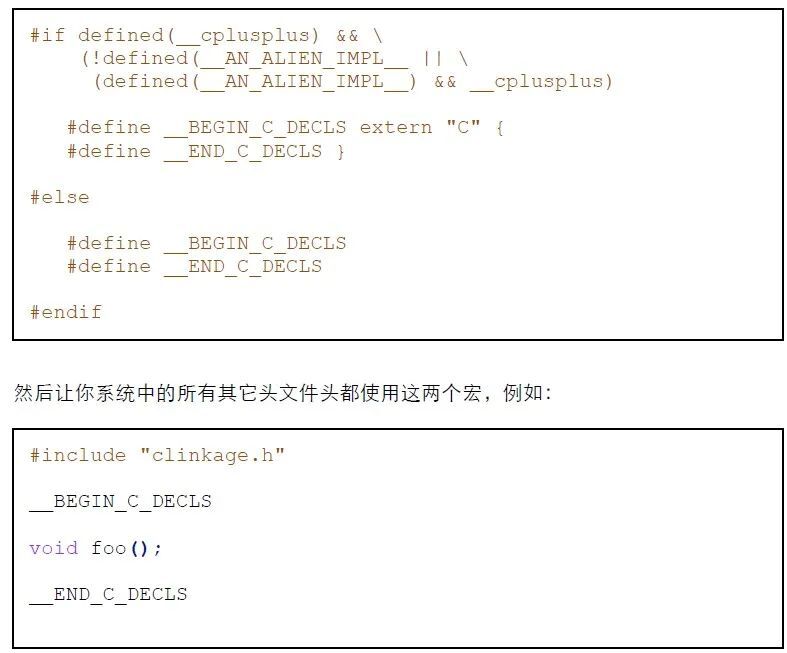 #if defined(__cplusplus) && \
(!defined(__AN_ALIEN_IMPL__ || \
(defined(__AN_ALIEN_IMPL__) && __cplusplus)
#define __BEGIN_C_DECLS extern "C" {
#define __END_C_DECLS }
#else
#define __BEGIN_C_DECLS
#define __END_C_DECLS
#endif
然后让你系统中的所有其它头文件头都使用这两个宏，例如：
#include "clinkage.h"
__BEGIN_C_DECLS
void foo();
__END_C_DECLS